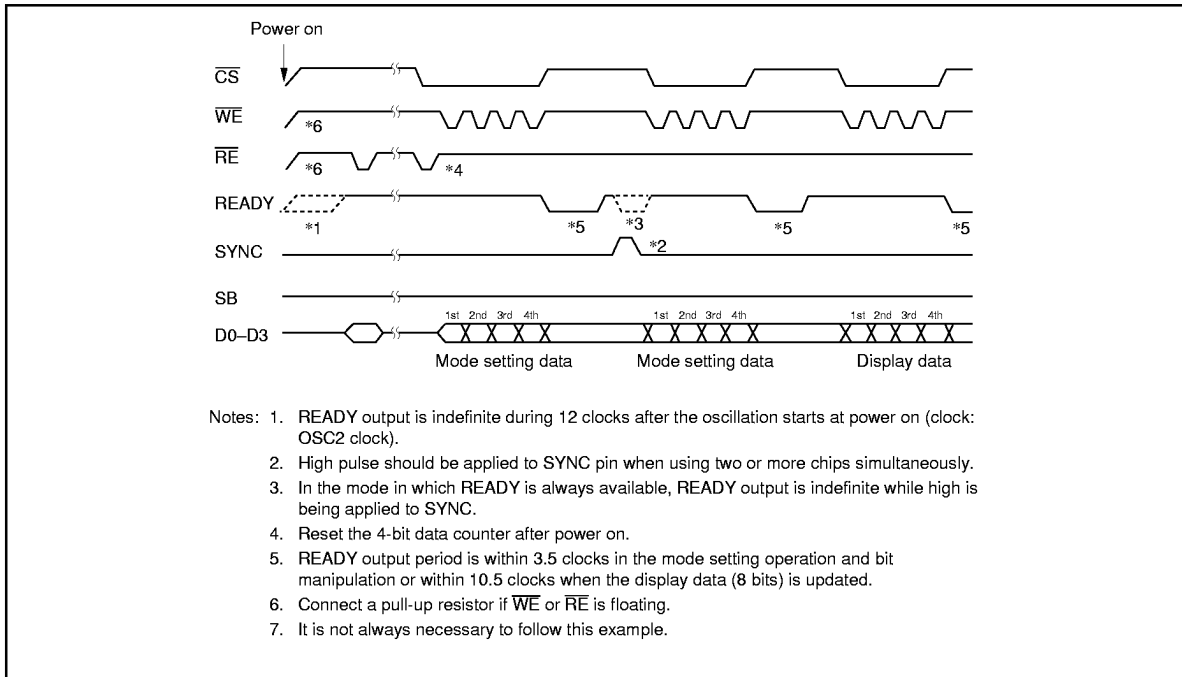 Power on
CS
WE
*6
RE
*6
*4
READY
*1
*5
*3
*5
*5
SYNC
*2
SB
1st 2nd 3rd 4th
1st 2nd 3rd 4th
1st 2nd 3rd 4th
D0–D3
Mode setting data
Mode setting data
Display data
Notes: 1. READY output is indefinite during 12 clocks after the oscillation starts at power on (clock:
OSC2 clock).
2. High pulse should be applied to SYNC pin when using two or more chips simultaneously.
3. In the mode in which READY is always available, READY output is indefinite while high is
being applied to SYNC.
4. Reset the 4-bit data counter after power on.
5. READY output period is within 3.5 clocks in the mode setting operation and bit
manipulation or within 10.5 clocks when the display data (8 bits) is updated.
6. Connect a pull-up resistor if WE or RE is floating.
7. It is not always necessary to follow this example.